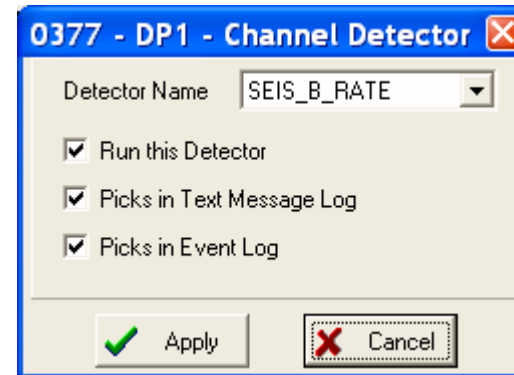 0377 - DP1 - Channel Detector
Detector Name SEIS_B_RATE
Run this Detector
Picks in Text Message Log
Picks in Event Log
Apply Cancel